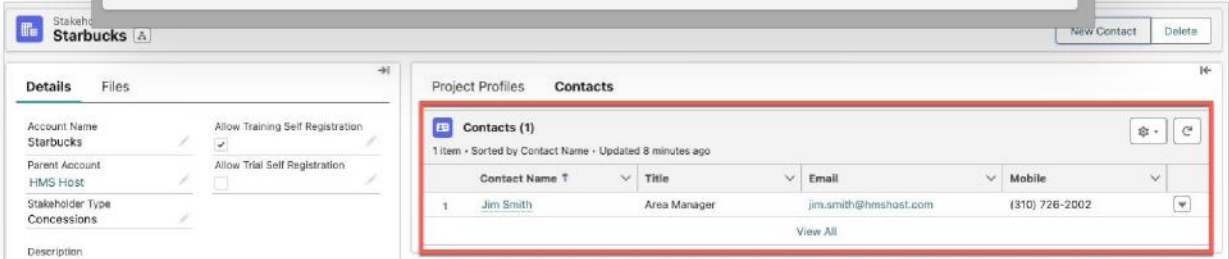 Stakeho
Starbucks
New Contact Delete
Details Files
Account Name
Starbucks
Parent Account
HMS Host
Stakeholder Type
Concessions
Description
Allow Training Self Registration
Allow Trial Self Registration
Project Profiles Contacts
Contacts (1)
1 item • Sorted by Contact Name • Updated 8 minutes ago
Contact Name ↑ Title Email Mobile
1 Jim Smith Area Manager jim.smith@hmshost.com (310) 726-2002
View All